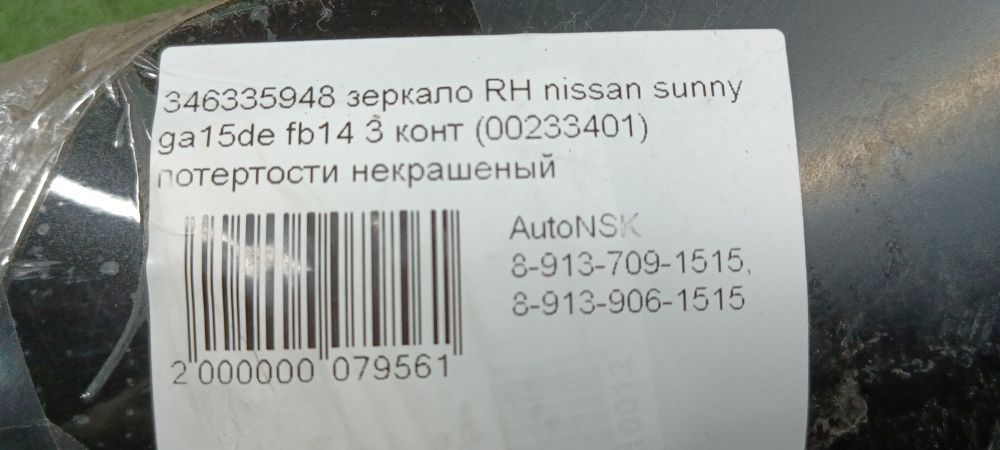 346335948 зеркало RH nissan sunny
ga15de fb14 3 конт (00233401)
потертости некрашеный
AutoNSK
8-913-709-1515,
8-913-906-1515
2 000000 079561